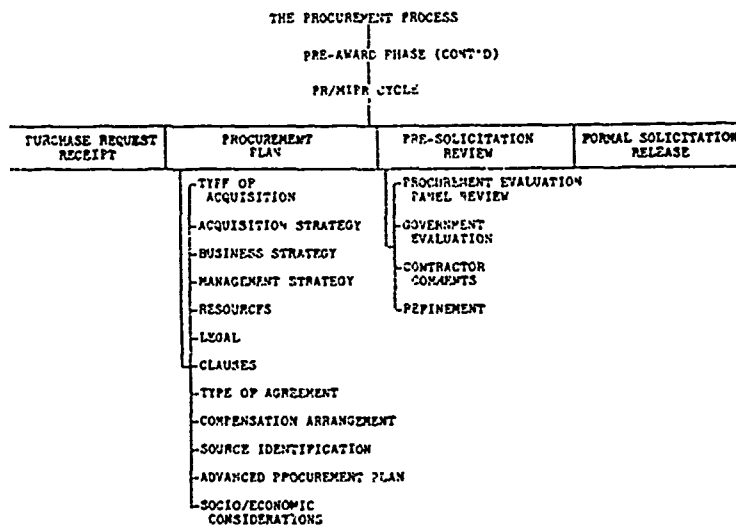 THE PROCUREMENT PROCESS
PRE-AWARD PHASE (CONT'D)
PR/MIPR CYCLE
PURCHASE REQUEST
RECEIPT
PROCUREMENT
PLAN
PRE-SOLICITATION
REVIEW
FORMAL SOLICITATION
RELEASE
TYPE OF
ACQUISITION
ACQUISITION STRATEGY
BUSINESS STRATEGY
MANAGEMENT STRATEGY
RESOURCES
LEGAL
CLAUSES
TYPE OF AGREEMENT
COMPENSATION ARRANGEMENT
SOURCE IDENTIFICATION
ADVANCED PROCUREMENT PLAN
SOCIO/ECONOMIC
CONSIDERATIONS
PROCUREMENT EVALUATION
PANEL REVIEW
GOVERNMENT
EVALUATION
CONTRACTOR
COMMENTS
REFINEMENT